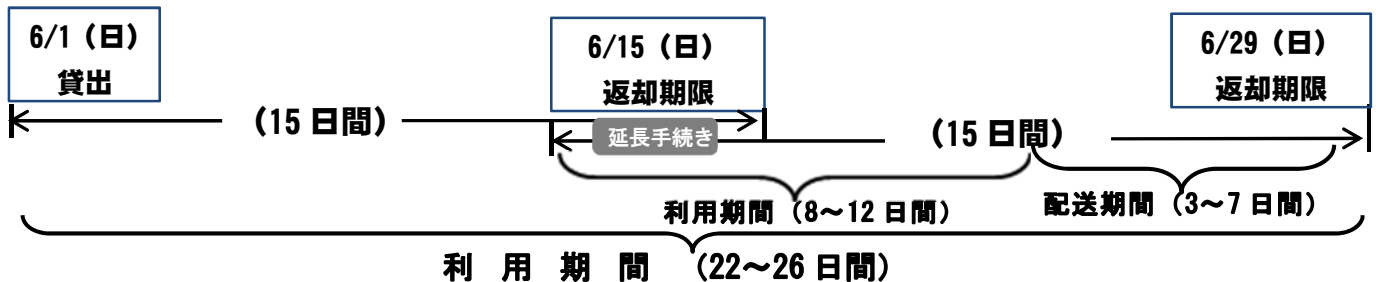 6/1（日）
貸出
6/15（日）
返却期限
6/29（日）
返却期限
（15日間）
延長手続き
（15日間）
利用期間（8～12日間）
配送期間（3～7日間）
利用期間（22～26日間）